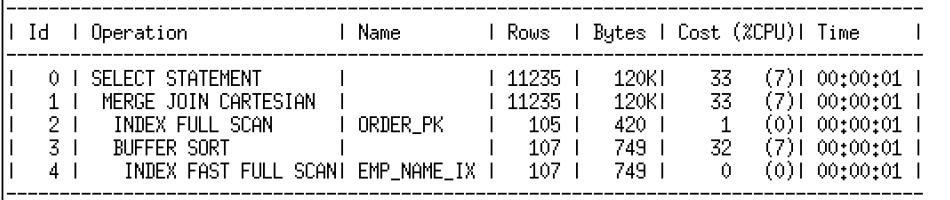 | Id | Operation | Name | Rows | Bytes | Cost (%CPU)| Time |
| 0 | SELECT STATEMENT | | 11235 | 120K| 33 (7)| 00:00:01 |
| 1 | MERGE JOIN CARTESIAN | | 11235 | 120K| 33 (7)| 00:00:01 |
| 2 | INDEX FULL SCAN | ORDER_PK | 105 | 420 | 1 (0)| 00:00:01 |
| 3 | BUFFER SORT | | 107 | 749 | 32 (7)| 00:00:01 |
| 4 | INDEX FAST FULL SCAN| EMP_NAME_IX | 107 | 749 | 0 (0)| 00:00:01 |